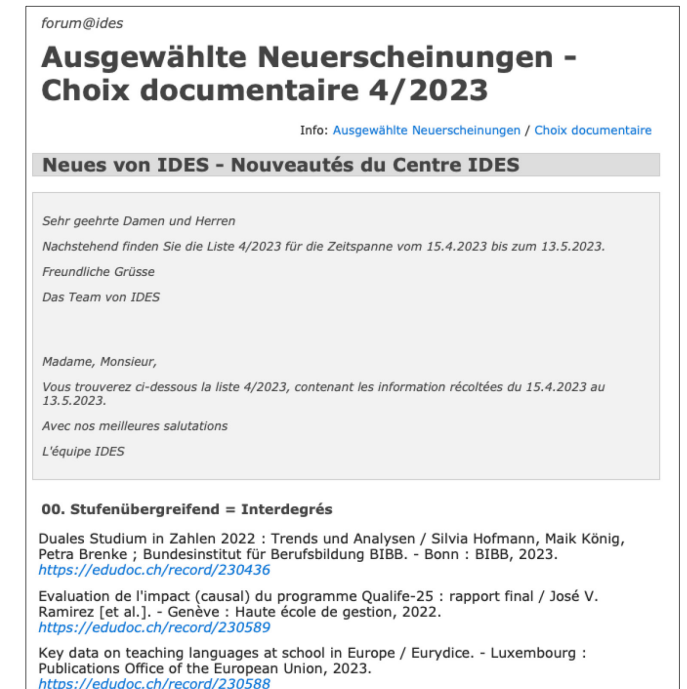 forum@ides
Ausgewählte Neuerscheinungen -
Choix documentaire 4/2023
Info: Ausgewählte Neuerscheinungen / Choix documentaire
Neues von IDES - Nouveautés du Centre IDES
Sehr geehrte Damen und Herren
Nachstehend finden Sie die Liste 4/2023 für die Zeitspanne vom 15.4.2023 bis zum 13.5.2023.
Freundliche Grüsse
Das Team von IDES
Madame, Monsieur,
Vous trouverez ci-dessous la liste 4/2023, contenant les information récoltées du 15.4.2023 au
13.5.2023.
Avec nos meilleures salutations
L'équipe IDES
00. Stufenübergreifend = Interdegrés
Duales Studium in Zahlen 2022 : Trends und Analysen / Silvia Hofmann, Maik König,
Petra Brenke ; Bundesinstitut für Berufsbildung BIBB. - Bonn : BIBB, 2023.
https://edudoc.ch/record/230436
Evaluation de l'impact (causal) du programme Qualife-25 : rapport final / José V.
Ramirez [et al.]. - Genève : Haute école de gestion, 2022.
https://edudoc.ch/record/230589
Key data on teaching languages at school in Europe / Eurydice. - Luxembourg :
Publications Office of the European Union, 2023.
https://edudoc.ch/record/230588